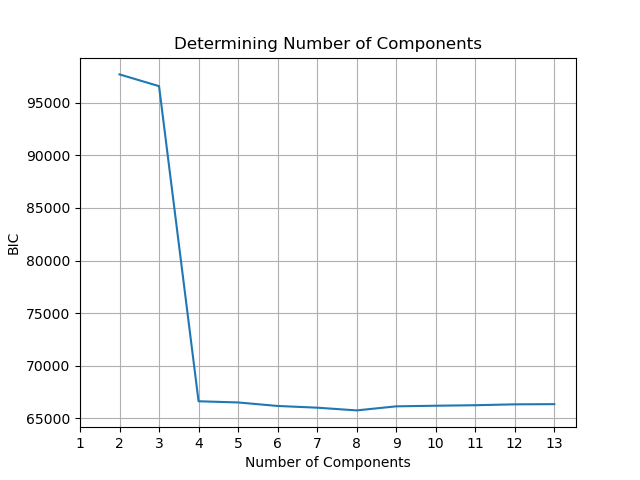 Determining Number of Components
95000
90000
85000
80000
75000
70000
65000
BIC
1 2 3 4 5 6 7 8 9 10 11 12 13
Number of Components